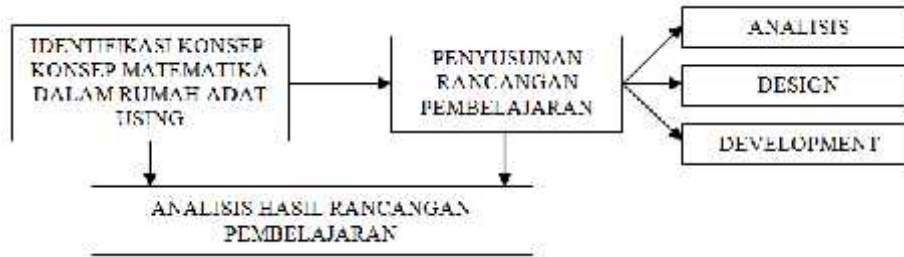 IDENTIFIKASI KONSEP
KONSEP MATEMATIKA
DALAM RUMAH ADAT
USING
PENYUSUNAN
RANCANGAN
PEMBELAJARAN
ANALISIS
DESIGN
DEVELOPMENT
ANALISIS HASIL RANCANGAN
PEMBELAJARAN